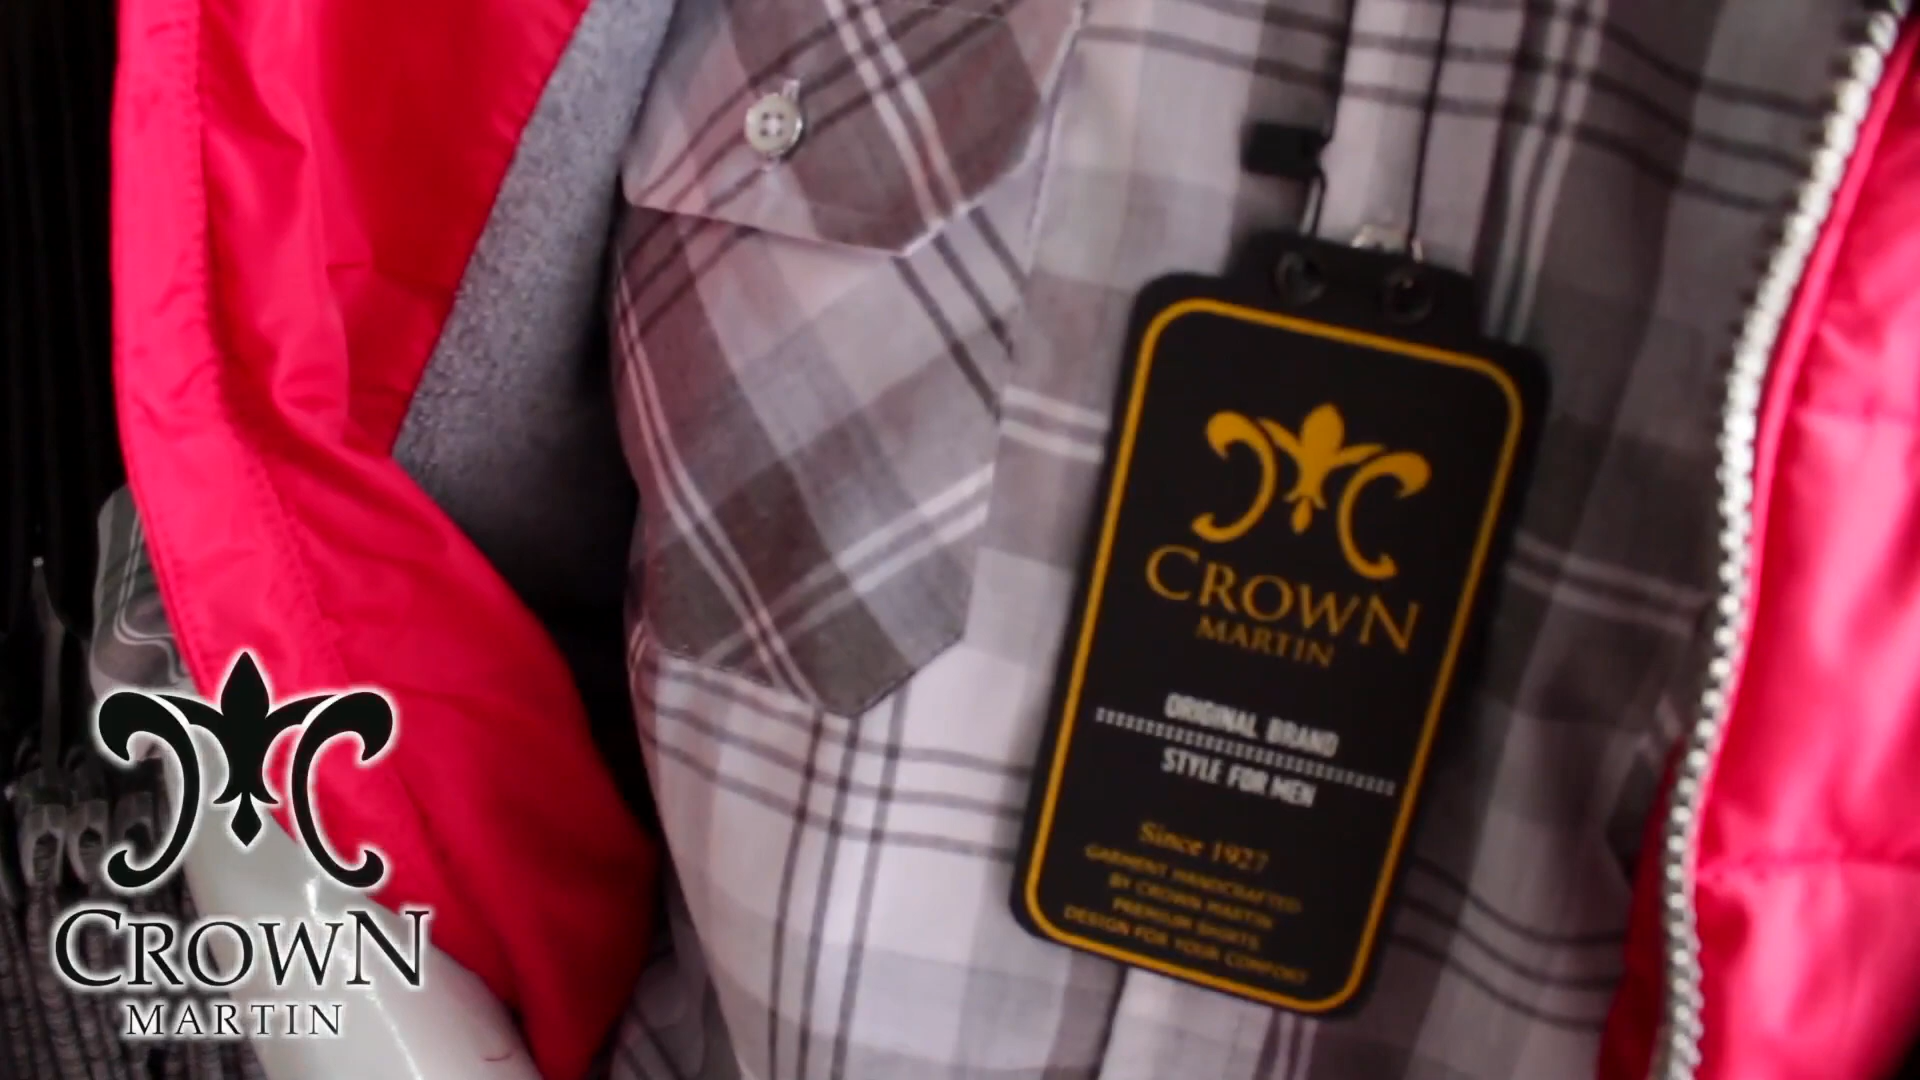 CROWN
MARTIN
ORIGINAL BRAND
STYLE FOR MEN
Since 1927
GARMENT HANDCRAFTED
BY CROWN MARTIN
PREMIUM SHIRTS
DESIGN FOR YOUR COMFORT
CROWN
MARTIN